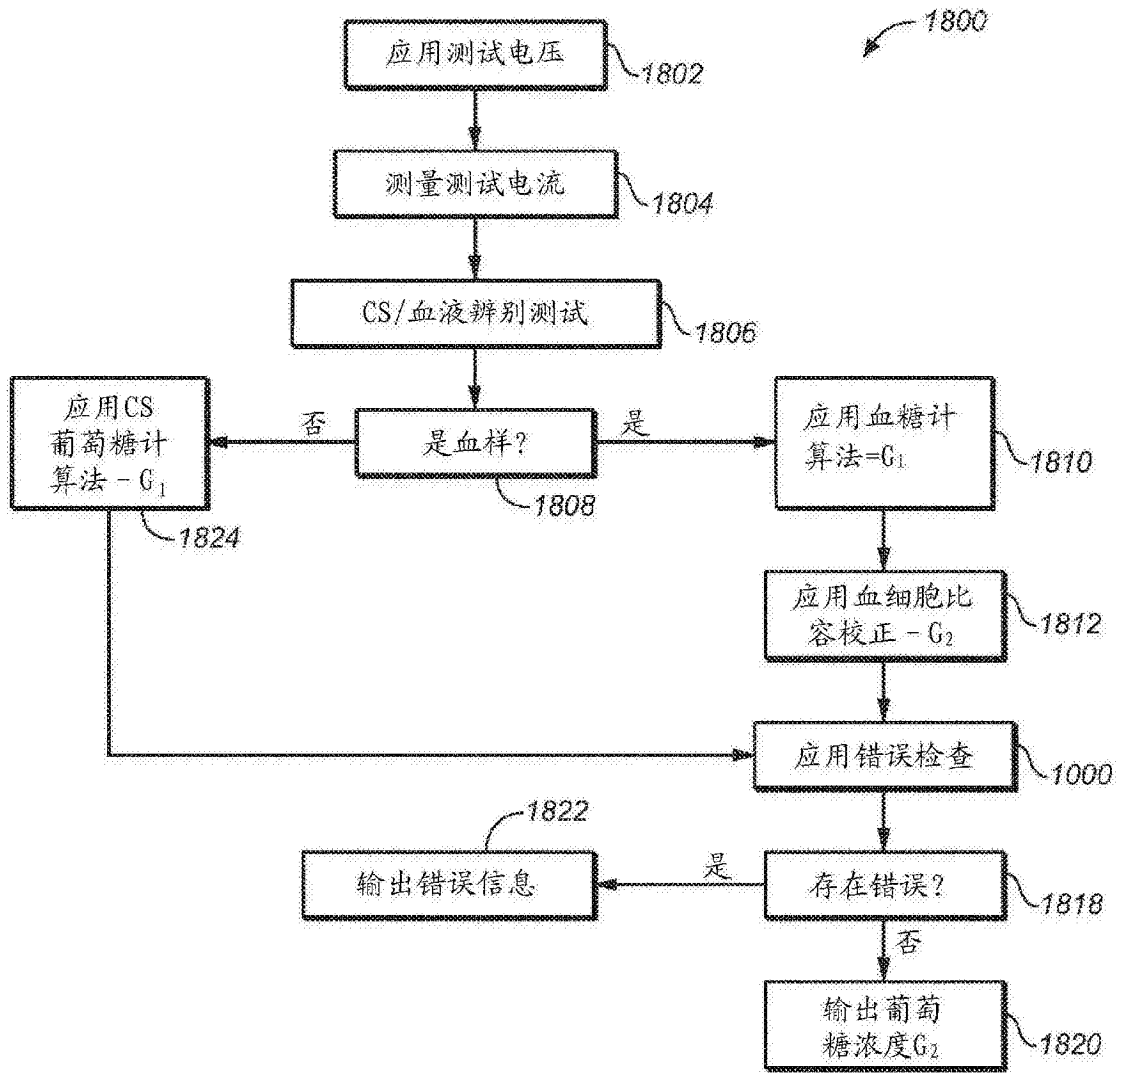 1800
应用测试电压
1802
测量测试电流
1804
CS/血液辨别测试
1806
应用CS
葡萄糖计
算法-G₁
1824
否
是血样?
1808
是
应用血糖计
算法=G₁
1810
应用血细胞比
容校正-G₂
1812
应用错误检查
1000
1822
输出错误信息
是
存在错误?
1818
否
输出葡萄
糖浓度G₂
1820